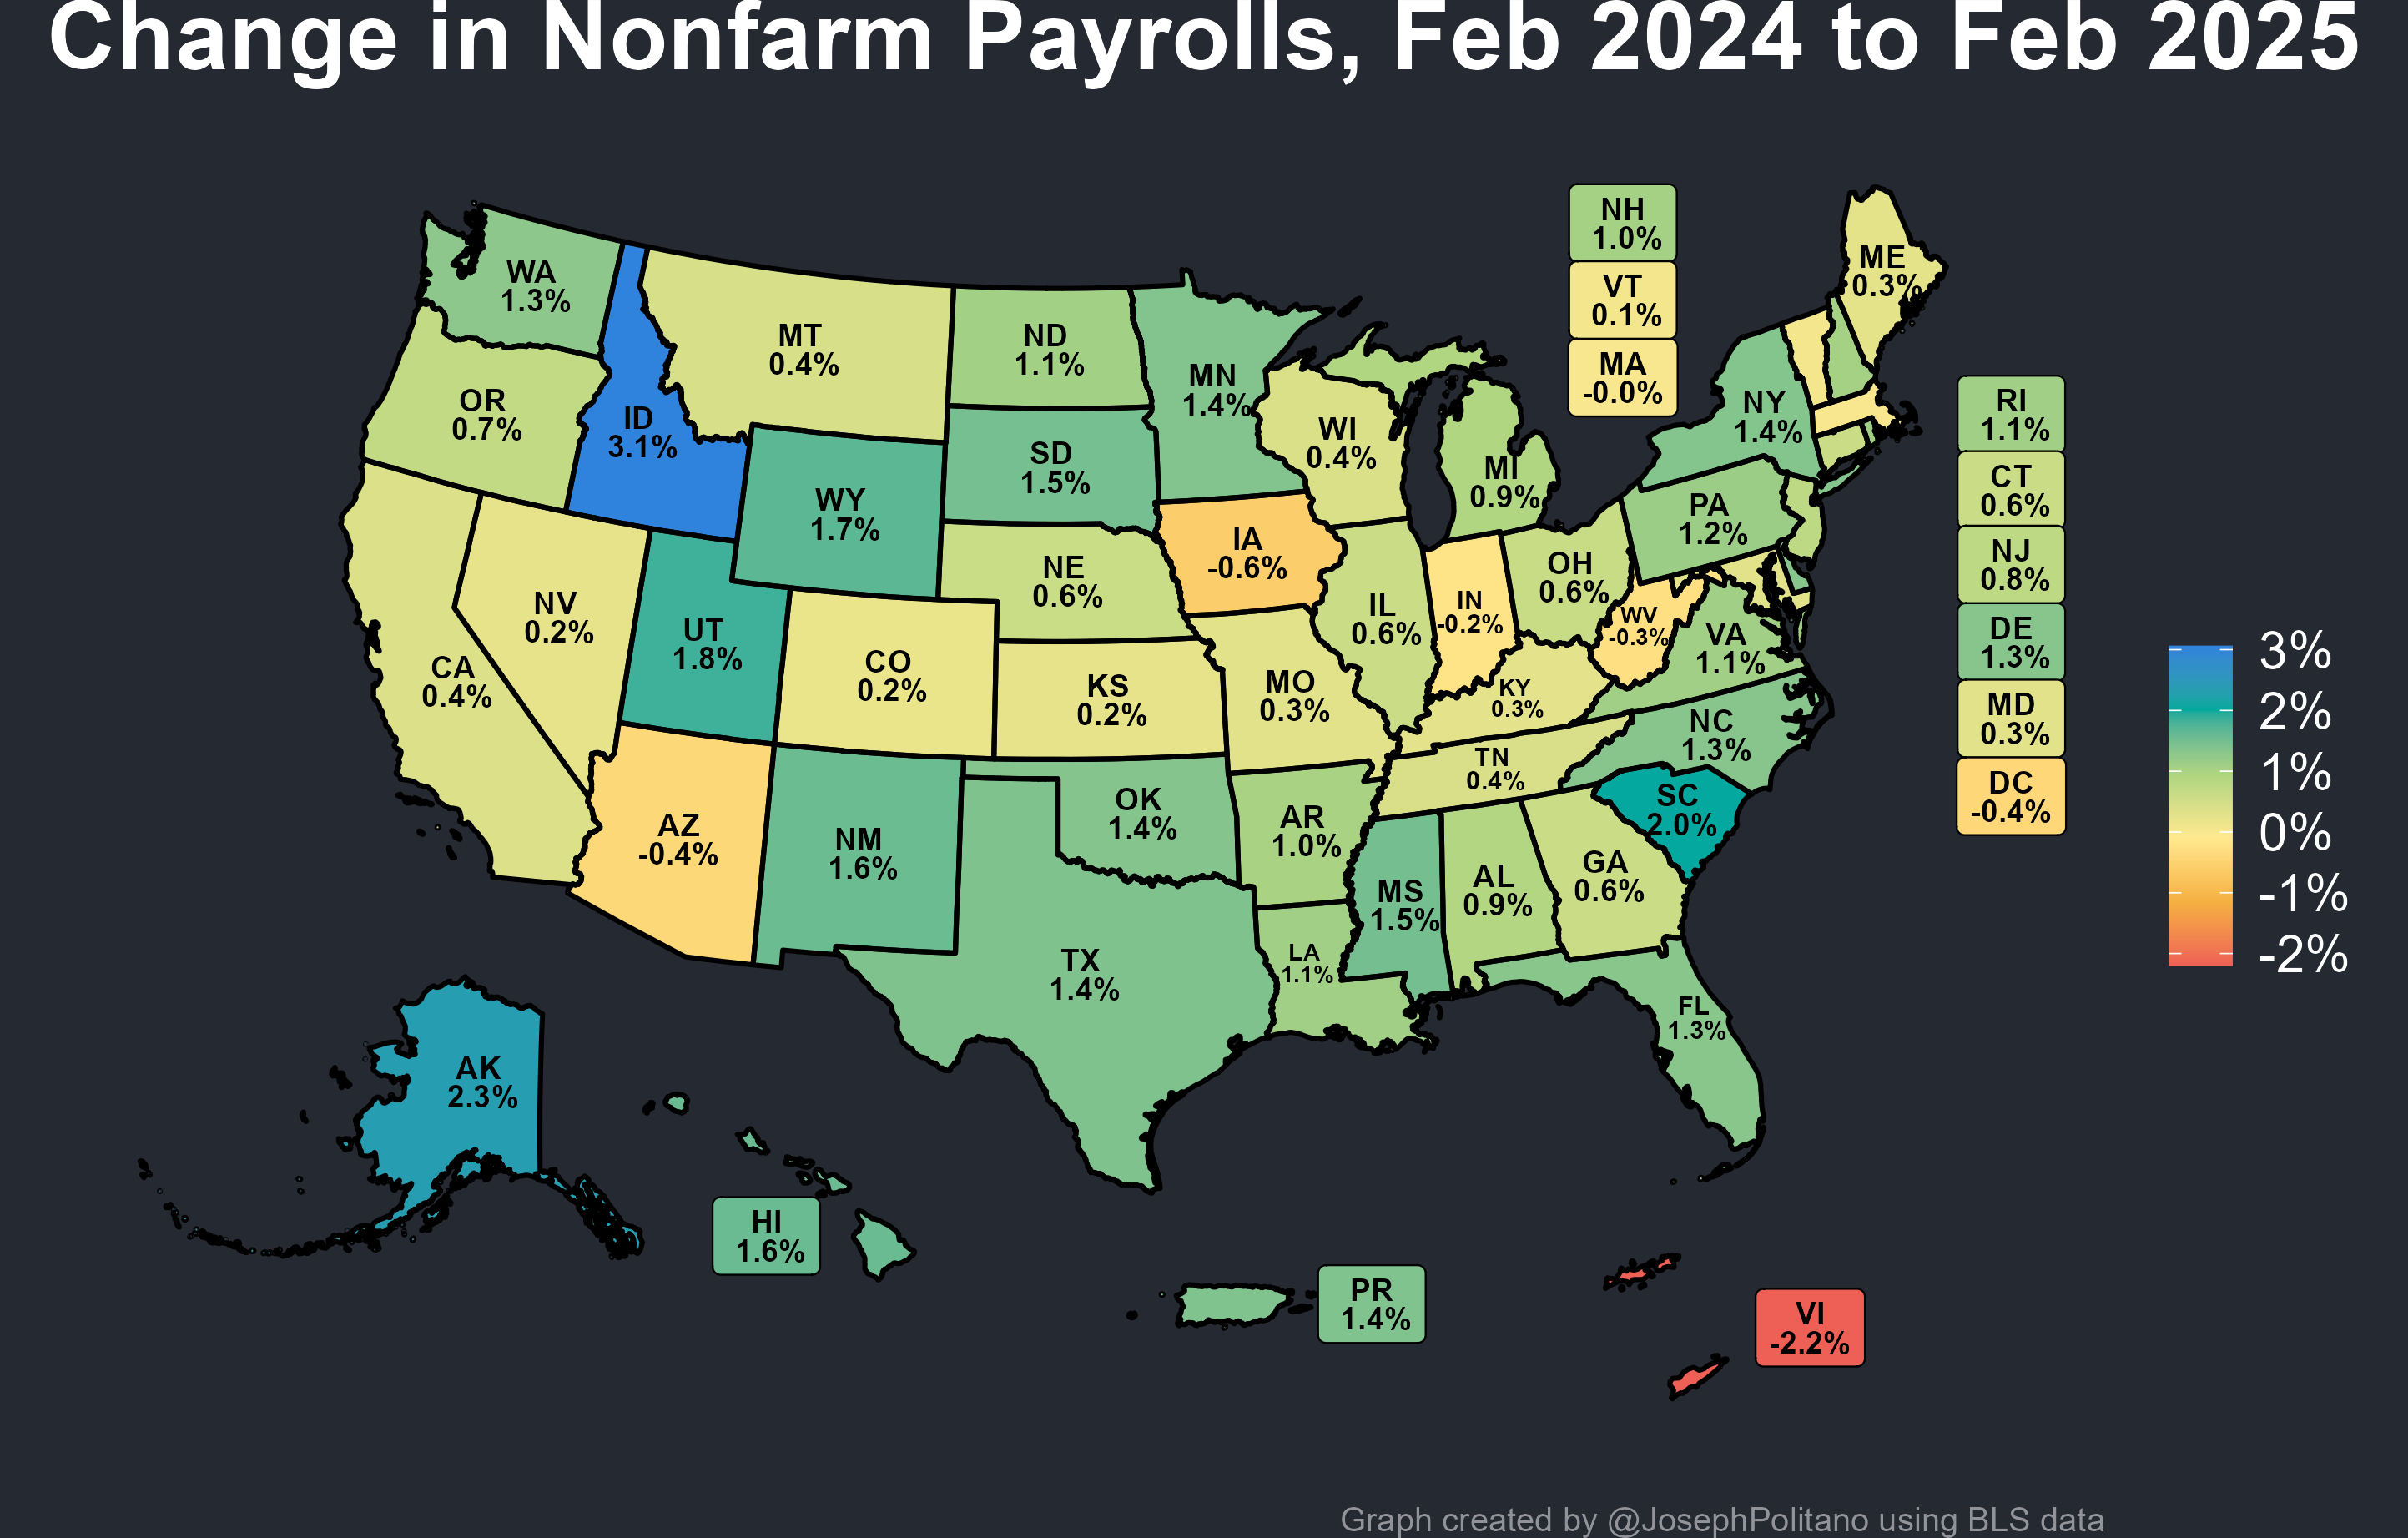 Change in Nonfarm Payrolls, Feb 2024 to Feb 2025
NH
1.0%
VT
0.1%
MA
-0.0%
ME
0.3%
WA
1.3%
MT
0.4%
ND
1.1%
MN
1.4%
OR
0.7%
ID
3.1%
SD
1.5%
WI
0.4%
MI
0.9%
NY
1.4%
RI
1.1%
CT
0.6%
NJ
0.8%
DE
1.3%
MD
0.3%
DC
-0.4%
WY
1.7%
PA
1.2%
IA
-0.6%
NE
0.6%
OH
0.6%
IN
-0.2%
IL
0.6%
WV
-0.3%
VA
1.1%
NV
0.2%
UT
1.8%
CA
0.4%
CO
0.2%
KS
0.2%
MO
0.3%
KY
0.3%
NC
1.3%
TN
0.4%
SC
2.0%
AZ
-0.4%
NM
1.6%
OK
1.4%
AR
1.0%
MS
1.5%
AL
0.9%
GA
0.6%
TX
1.4%
LA
1.1%
FL
1.3%
3%
2%
1%
0%
-1%
-2%
AK
2.3%
HI
1.6%
PR
1.4%
VI
-2.2%
Graph created by @JosephPolitano using BLS data